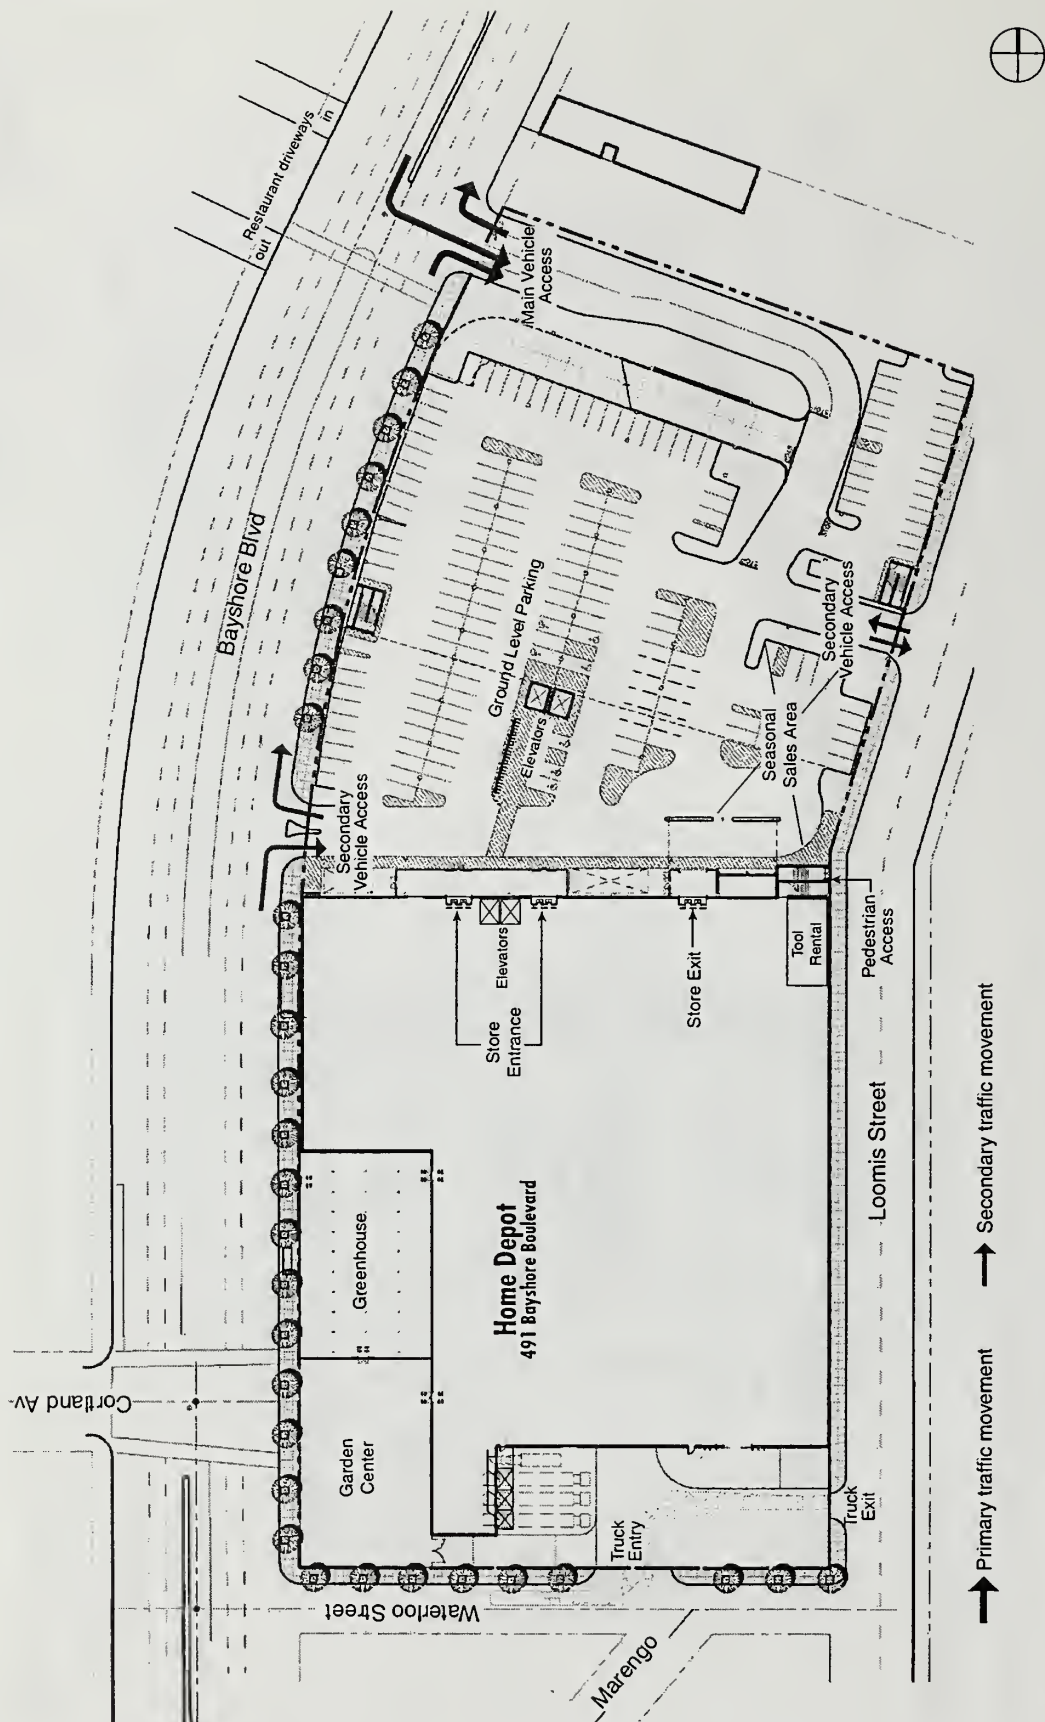 Restaurant driveways
in
out
Bayshore Blvd
Main Vehicle
Access
Ground Level Parking
Elevators
Secondary
Vehicle Access
Seasonal
Sales Area
Secondary
Vehicle Access
Store
Entrance
Elevators
Store Exit
Tool
Rental
Pedestrian
Access
Cortland Av
Greenhouse
Garden
Center
Home Depot
491 Bayshore Boulevard
Loomis Street
Truck
Entry
Truck
Exit
Waterloo Street
Marengo
Primary traffic movement
Secondary traffic movement